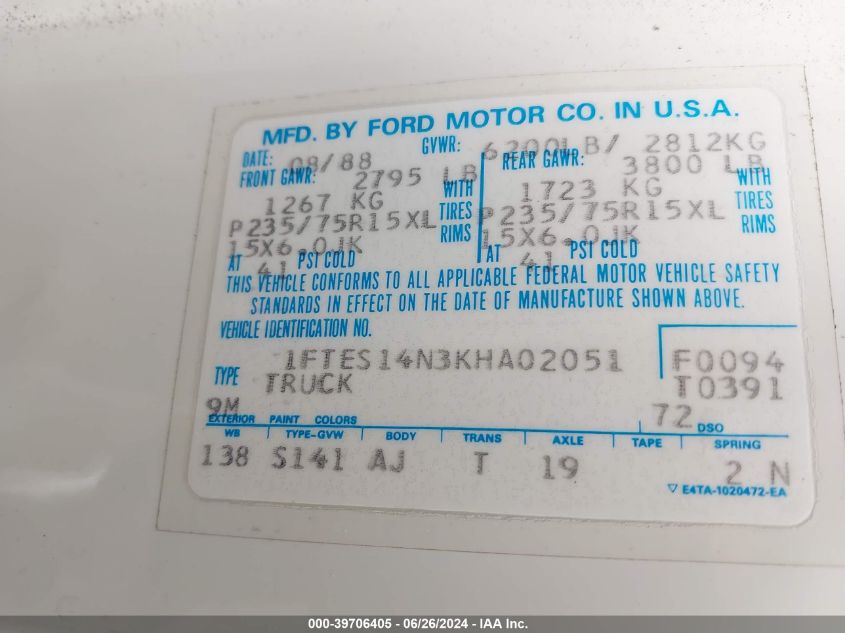 MFD. BY FORD MOTOR CO. IN U.S.A.
DATE: 08/88 GVWR: 6200LB/ 2812KG
FRONT GAWR: 2795 LB REAR GAWR: 3800 LB
1267 KG WITH 1723 KG WITH
P235/75R15XL TIRES P235/75R15XL TIRES
15X6.0JK RIMS 15X6.0JK RIMS
AT 41 PSI COLD AT 41 PSI COLD
THIS VEHICLE CONFORMS TO ALL APPLICABLE FEDERAL MOTOR VEHICLE SAFETY
STANDARDS IN EFFECT ON THE DATE OF MANUFACTURE SHOWN ABOVE.
VEHICLE IDENTIFICATION NO.
1FTES14N3KHA02051 F0094
TYPE TRUCK T0391
9M 72 DSO
EXTERIOR PAINT COLORS
WB TYPE-GVW BODY TRANS AXLE TAPE SPRING
138 S141 AJ T 19 2 N
▽ E4TA-1020472-EA
000-39706405 - 06/26/2024 - IAA Inc.